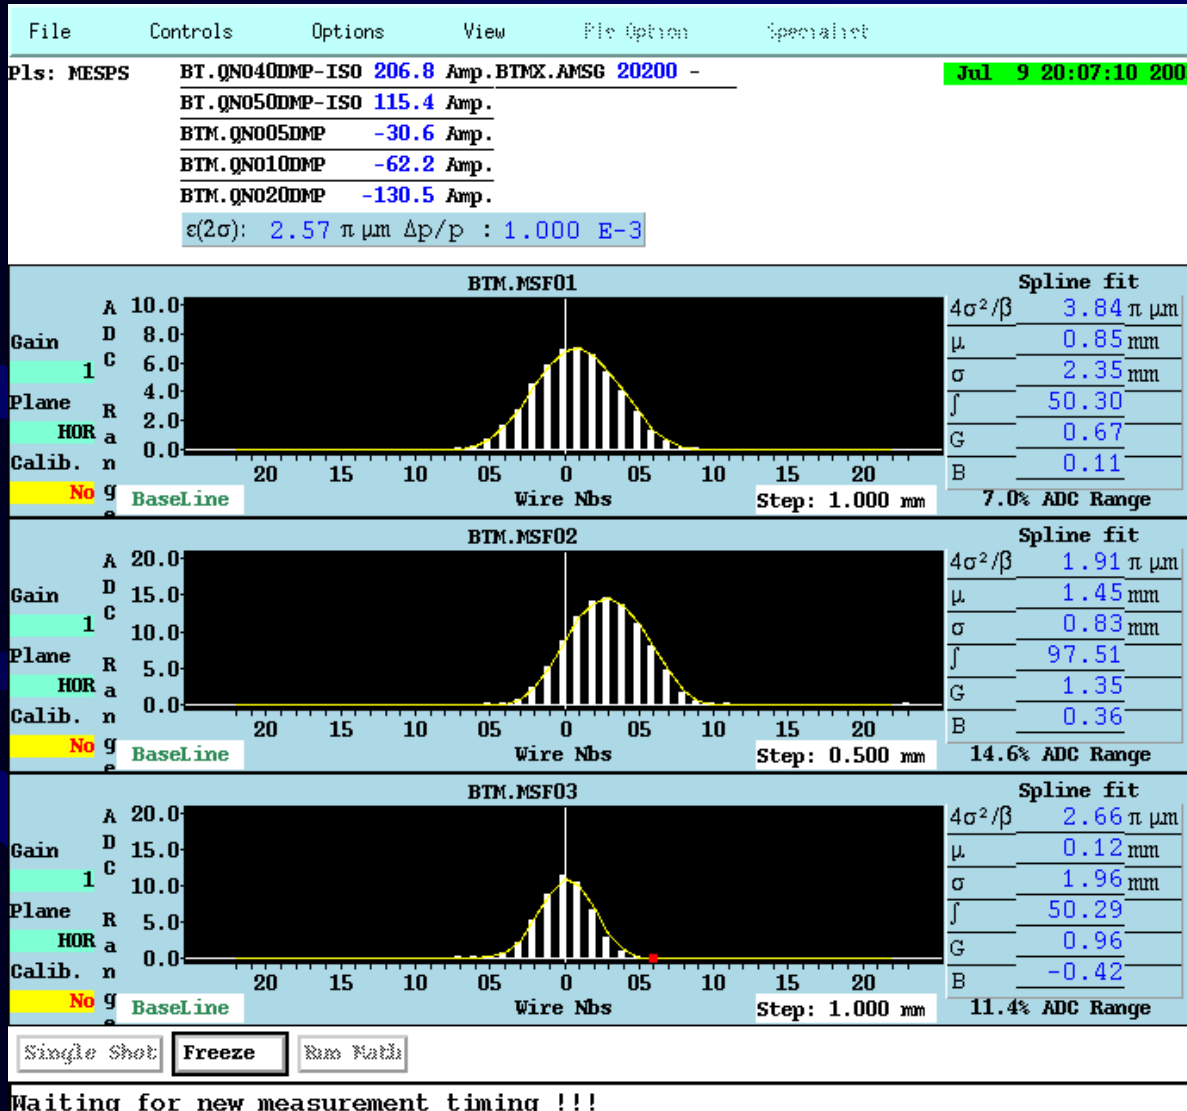 File Controls Options View Pls Option Specialist
Pls: MESPS BT.QNO40DMP-ISO 206.8 Amp. BTMX.AMSG 20200 - Jul 9 20:07:10 200
BT.QNO50DMP-ISO 115.4 Amp.
BTM.QNO05DMP -30.6 Amp.
BTM.QNO10DMP -62.2 Amp.
BTM.QNO20DMP -130.5 Amp.
ε(2σ): 2.57 π μm Δp/p : 1.000 E-3
BTM.MSF01 Spline fit
ADC Range
10.0
8.0
6.0
4.0
2.0
0.0
Gain
1
Plane
HOR
Calib.
No
20 15 10 05 0 05 10 15 20
BaseLine Wire Nbs Step: 1.000 mm
4σ²/β 3.84 π μm
μ 0.85 mm
σ 2.35 mm
∫ 50.30
G 0.67
B 0.11
7.0% ADC Range
BTM.MSF02 Spline fit
ADC Range
20.0
15.0
10.0
5.0
0.0
Gain
1
Plane
HOR
Calib.
No
20 15 10 05 0 05 10 15 20
BaseLine Wire Nbs Step: 0.500 mm
4σ²/β 1.91 π μm
μ 1.45 mm
σ 0.83 mm
∫ 97.51
G 1.35
B 0.36
14.6% ADC Range
BTM.MSF03 Spline fit
ADC Range
20.0
15.0
10.0
5.0
0.0
Gain
1
Plane
HOR
Calib.
No
20 15 10 05 0 05 10 15 20
BaseLine Wire Nbs Step: 1.000 mm
4σ²/β 2.66 π μm
μ 0.12 mm
σ 1.96 mm
∫ 50.29
G 0.96
B -0.42
11.4% ADC Range
Single Shot Freeze Run Math
Waiting for new measurement timing !!!